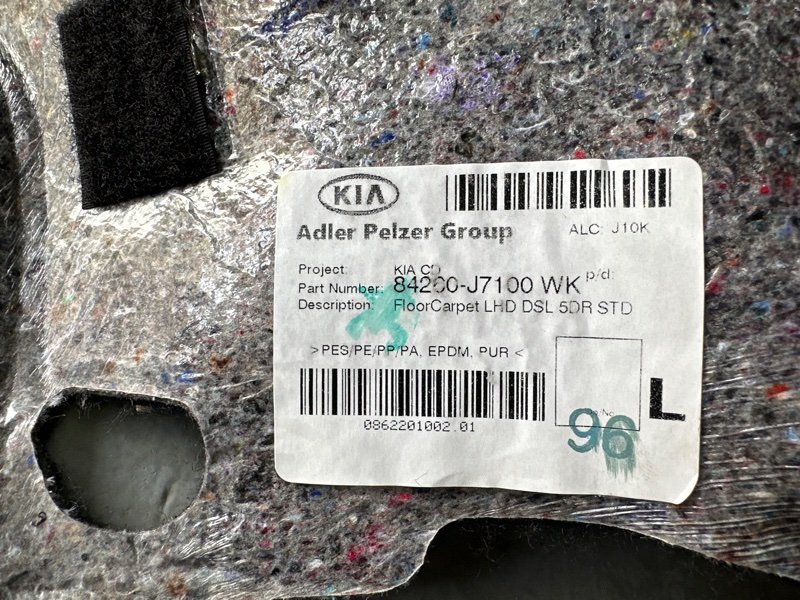 KIA
Adler Pelzer Group
ALC: J10K
Project: KIA CD
Part Number: 84260-J7100 WK p/d:
Description: FloorCarpet LHD DSL 5DR STD
>PES/PE/PP/PA, EPDM, PUR<
L
0862201002.01
No
96